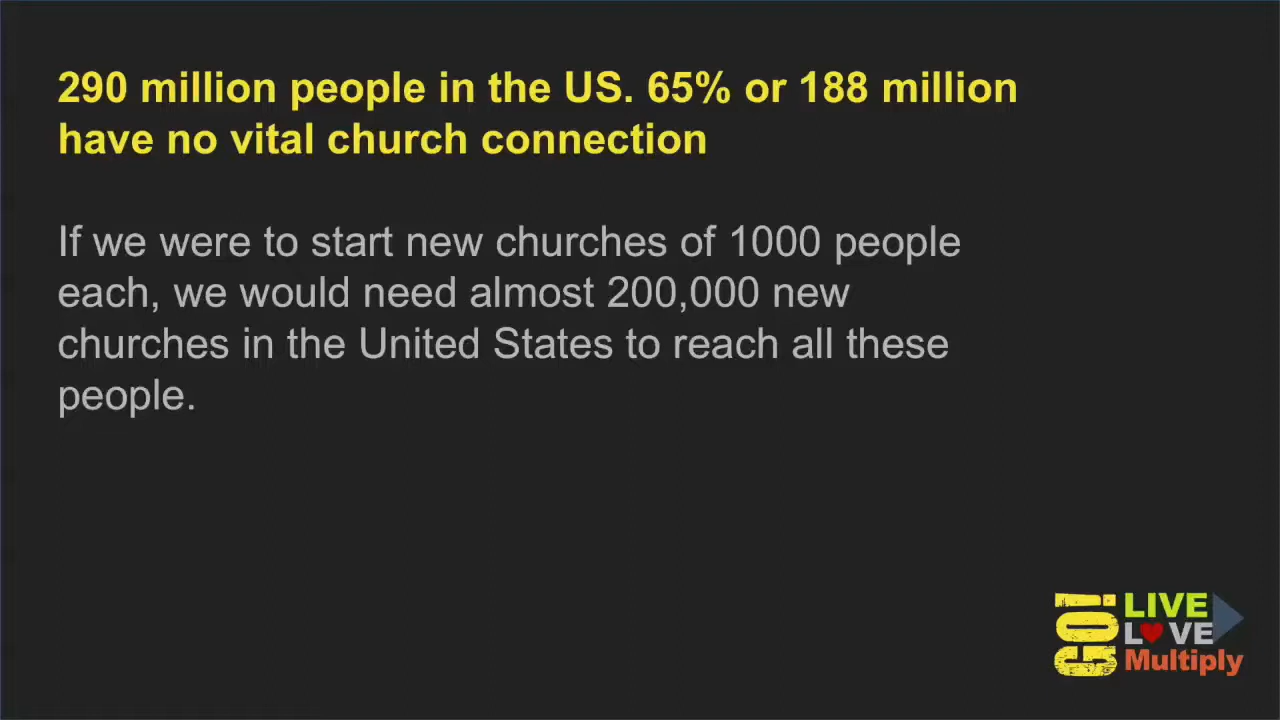 290 million people in the US. 65% or 188 million
have no vital church connection
If we were to start new churches of 1000 people
each, we would need almost 200,000 new
churches in the United States to reach all these
people.
GO!
LIVE
LOVE
Multiply